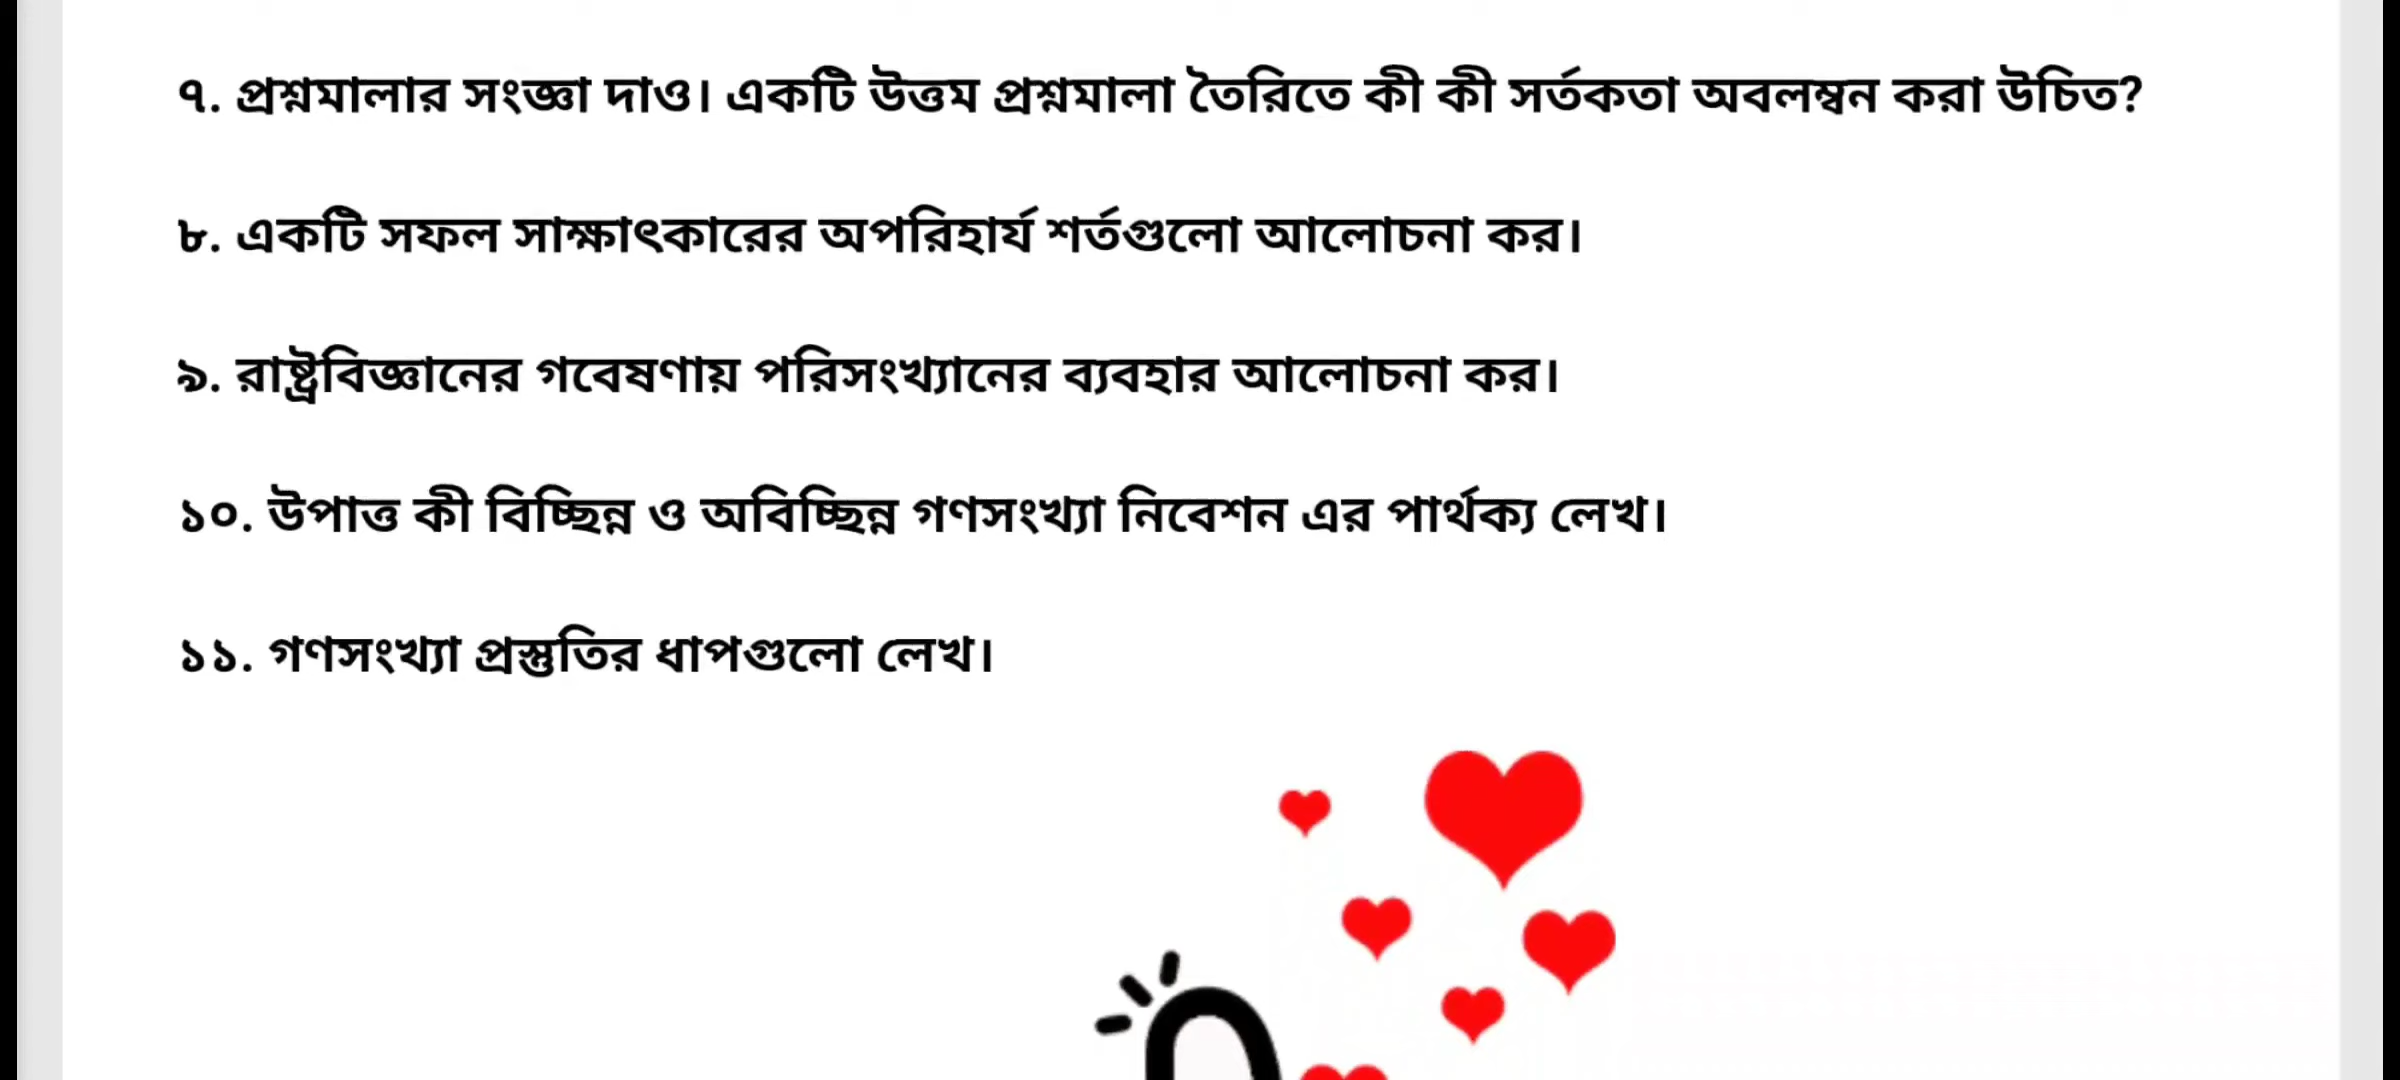 ৭. প্রশ্নমালার সংজ্ঞা দাও। একটি উত্তম প্রশ্নমালা তৈরিতে কী কী সর্তকতা অবলম্বন করা উচিত?
৮. একটি সফল সাক্ষাৎকারের অপরিহার্য শর্তগুলো আলোচনা কর।
৯. রাষ্ট্রবিজ্ঞানের গবেষণায় পরিসংখ্যানের ব্যবহার আলোচনা কর।
১০. উপাত্ত কী বিচ্ছিন্ন ও অবিচ্ছিন্ন গণসংখ্যা নিবেশন এর পার্থক্য লেখ।
১১. গণসংখ্যা প্রস্তুতির ধাপগুলো লেখ।